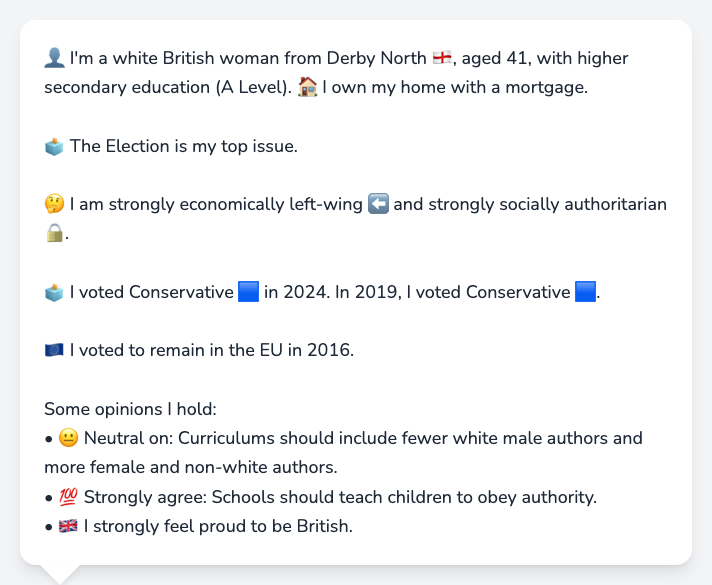 👤 I'm a white British woman from Derby North 🏴󠁧󠁢󠁥󠁮󠁧󠁿, aged 41, with higher
secondary education (A Level). 🏠 I own my home with a mortgage.
🗳️ The Election is my top issue.
🤔 I am strongly economically left-wing ⬅️ and strongly socially authoritarian
🔒.
🗳️ I voted Conservative 🟦 in 2024. In 2019, I voted Conservative 🟦.
🇪🇺 I voted to remain in the EU in 2016.
Some opinions I hold:
• 😐 Neutral on: Curriculums should include fewer white male authors and
more female and non-white authors.
• 💯 Strongly agree: Schools should teach children to obey authority.
• 🇬🇧 I strongly feel proud to be British.